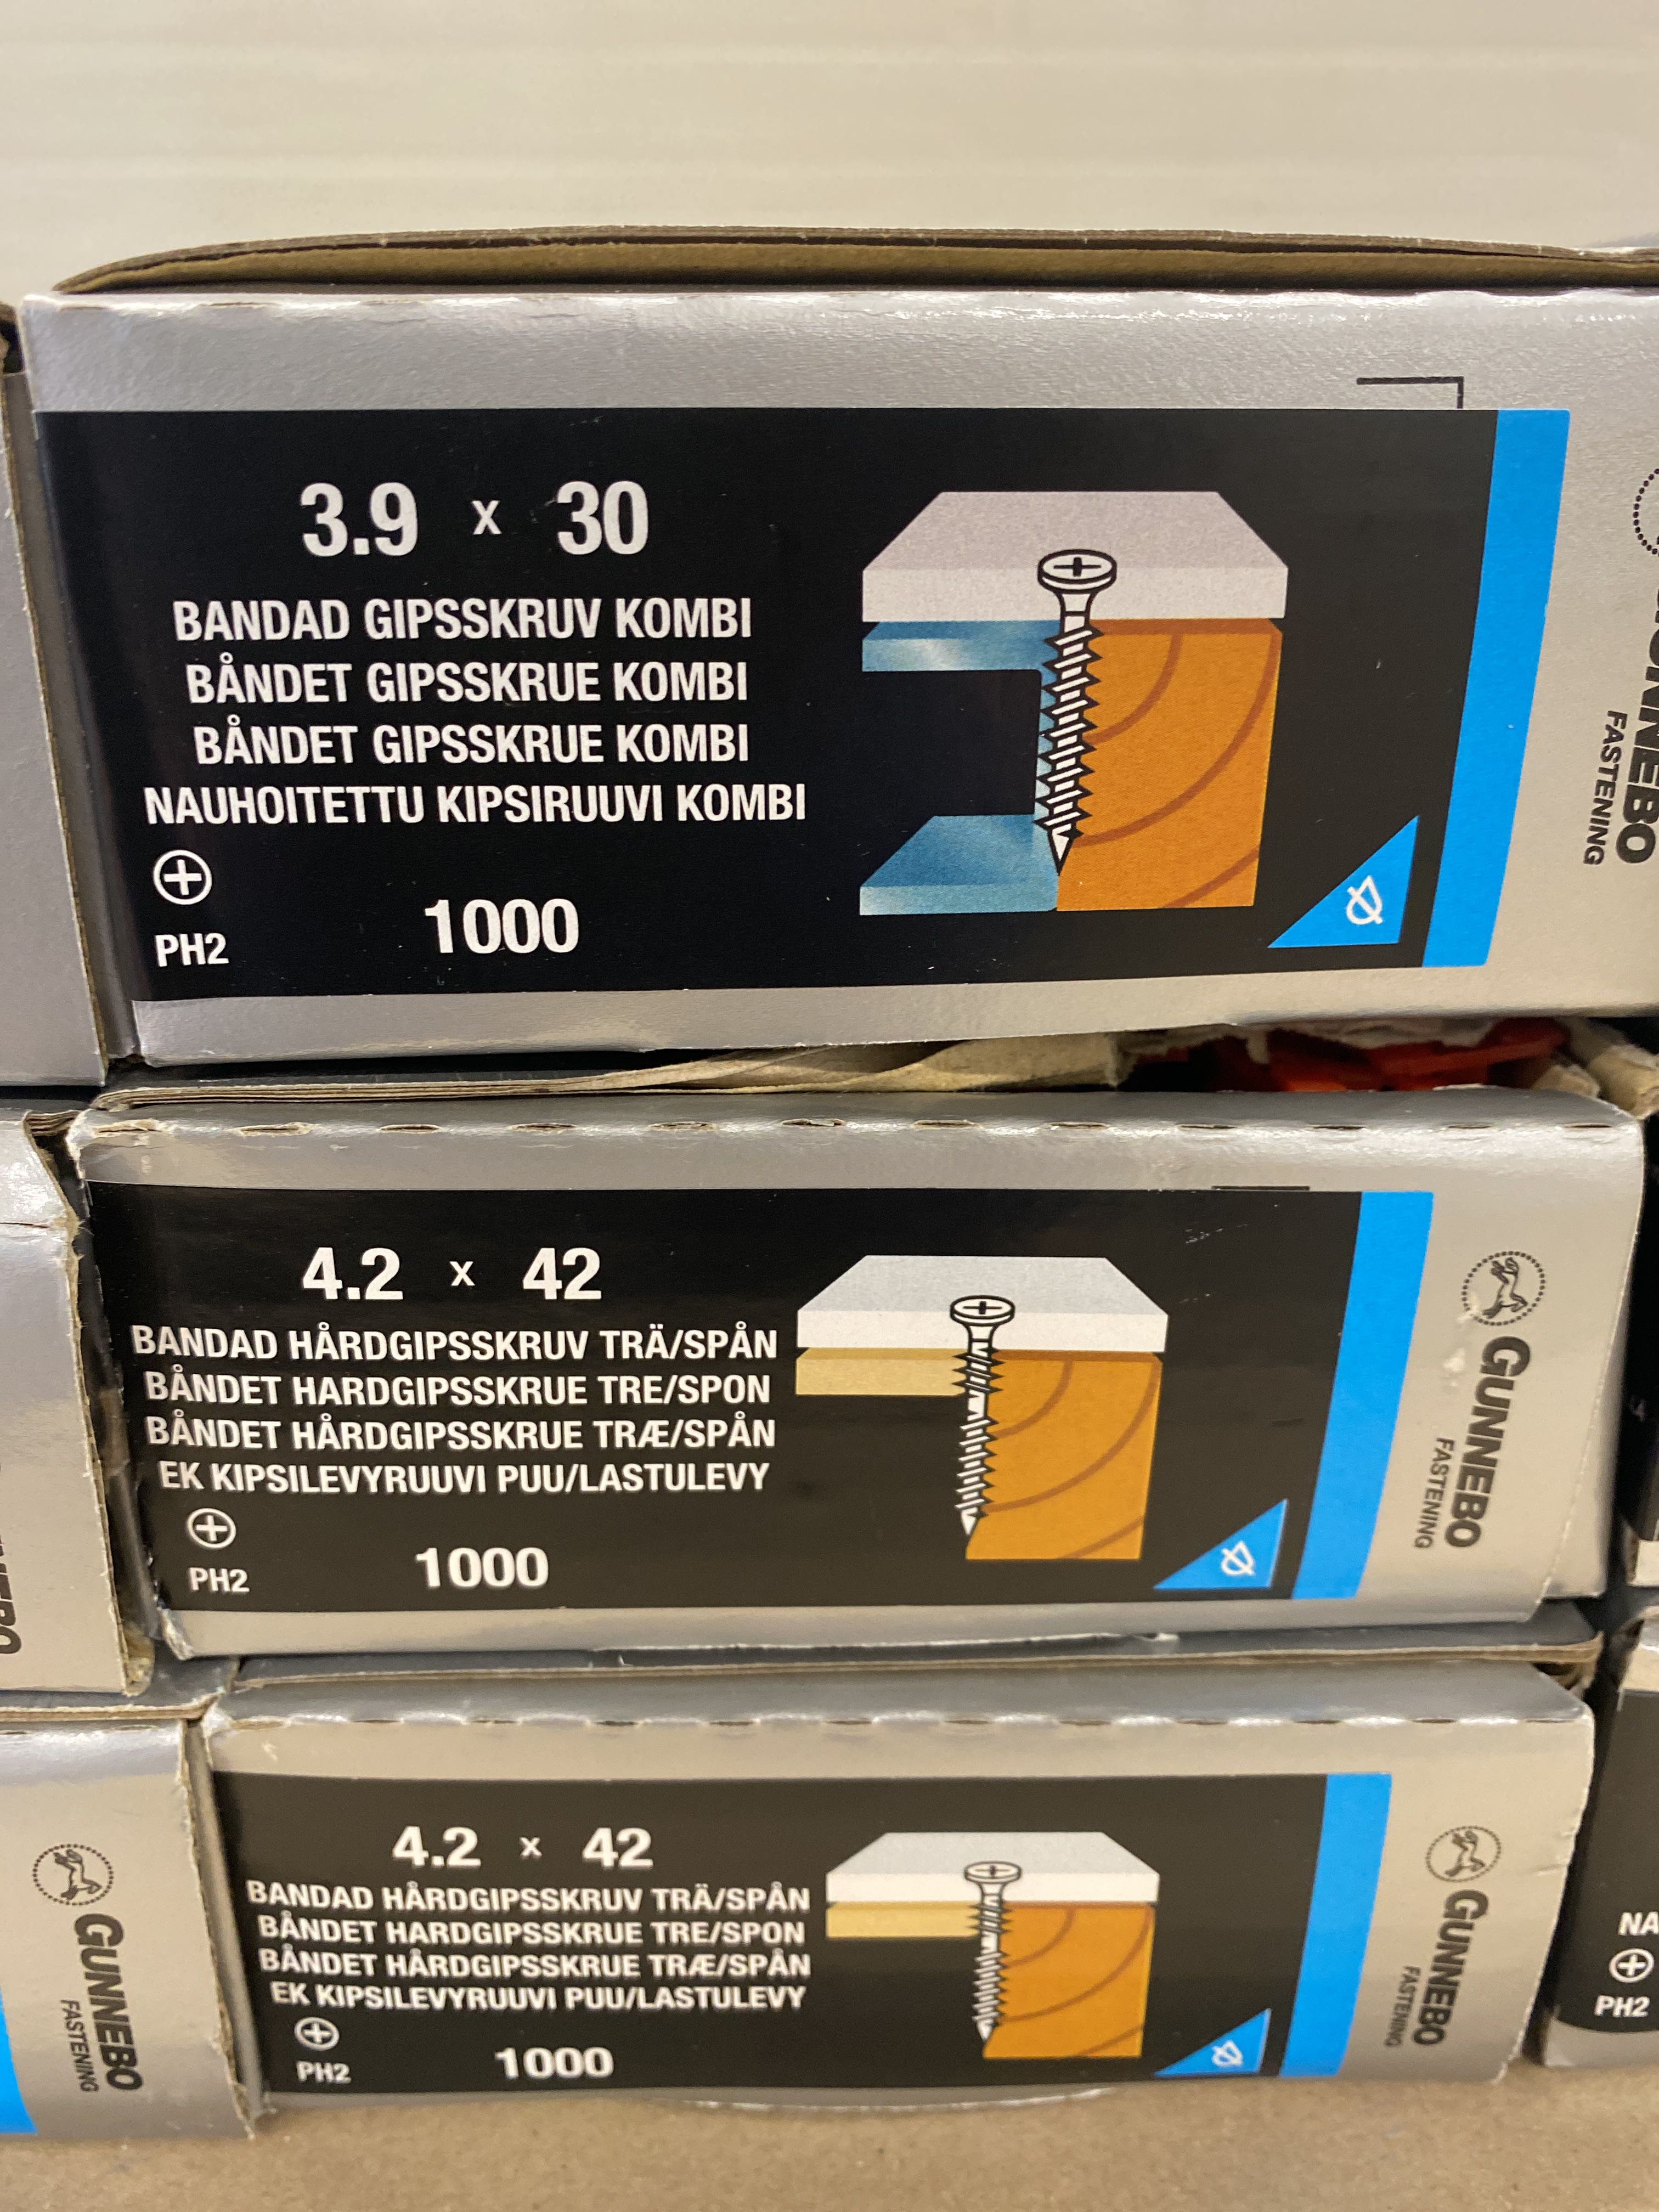 3.9 x 30
BANDAD GIPSSKRUV KOMBI
BÅNDET GIPSSKRUE KOMBI
BÅNDET GIPSSKRUE KOMBI
NAUHOITETTU KIPSIRUUVI KOMBI
PH2
1000
GUNNEBO
FASTENING
4.2 x 42
BANDAD HÅRDGIPSSKRUV TRÄ/SPÅN
BÅNDET HARDGIPSSKRUE TRE/SPON
BÅNDET HÅRDGIPSSKRUE TRÆ/SPÅN
EK KIPSILEVYRUUVI PUU/LASTULEVY
PH2
1000
GUNNEBO
FASTENING
4.2 x 42
BANDAD HÅRDGIPSSKRUV TRÄ/SPÅN
BÅNDET HARDGIPSSKRUE TRE/SPON
BÅNDET HÅRDGIPSSKRUE TRÆ/SPÅN
EK KIPSILEVYRUUVI PUU/LASTULEVY
PH2
1000
GUNNEBO
FASTENING
GUNNEBO
FASTENING
NA
PH2